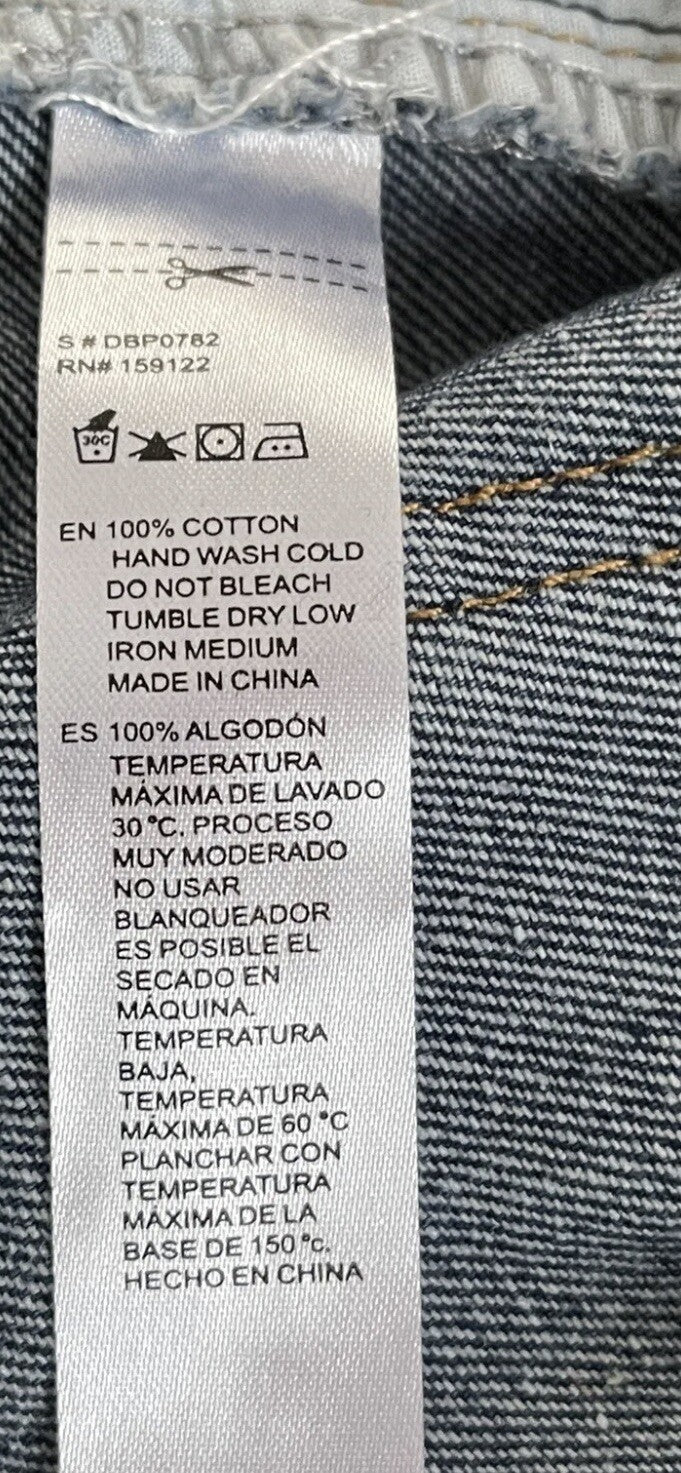 S # DBP0782
RN# 159122
30C
EN 100% COTTON
HAND WASH COLD
DO NOT BLEACH
TUMBLE DRY LOW
IRON MEDIUM
MADE IN CHINA
ES 100% ALGODÓN
TEMPERATURA
MÁXIMA DE LAVADO
30 °C. PROCESO
MUY MODERADO
NO USAR
BLANQUEADOR
ES POSIBLE EL
SECADO EN
MÁQUINA.
TEMPERATURA
BAJA,
TEMPERATURA
MÁXIMA DE 60 °C
PLANCHAR CON
TEMPERATURA
MÁXIMA DE LA
BASE DE 150 °c.
HECHO EN CHINA